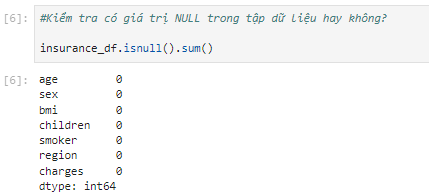 [6]: #Kiểm tra có giá trị NULL trong tập dữ liệu hay không?
insurance_df.isnull().sum()
[6]: age 0
sex 0
bmi 0
children 0
smoker 0
region 0
charges 0
dtype: int64